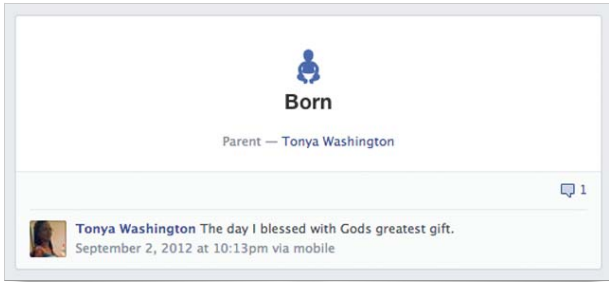 Born
Parent — Tonya Washington
1
Tonya Washington The day I blessed with Gods greatest gift.
September 2, 2012 at 10:13pm via mobile